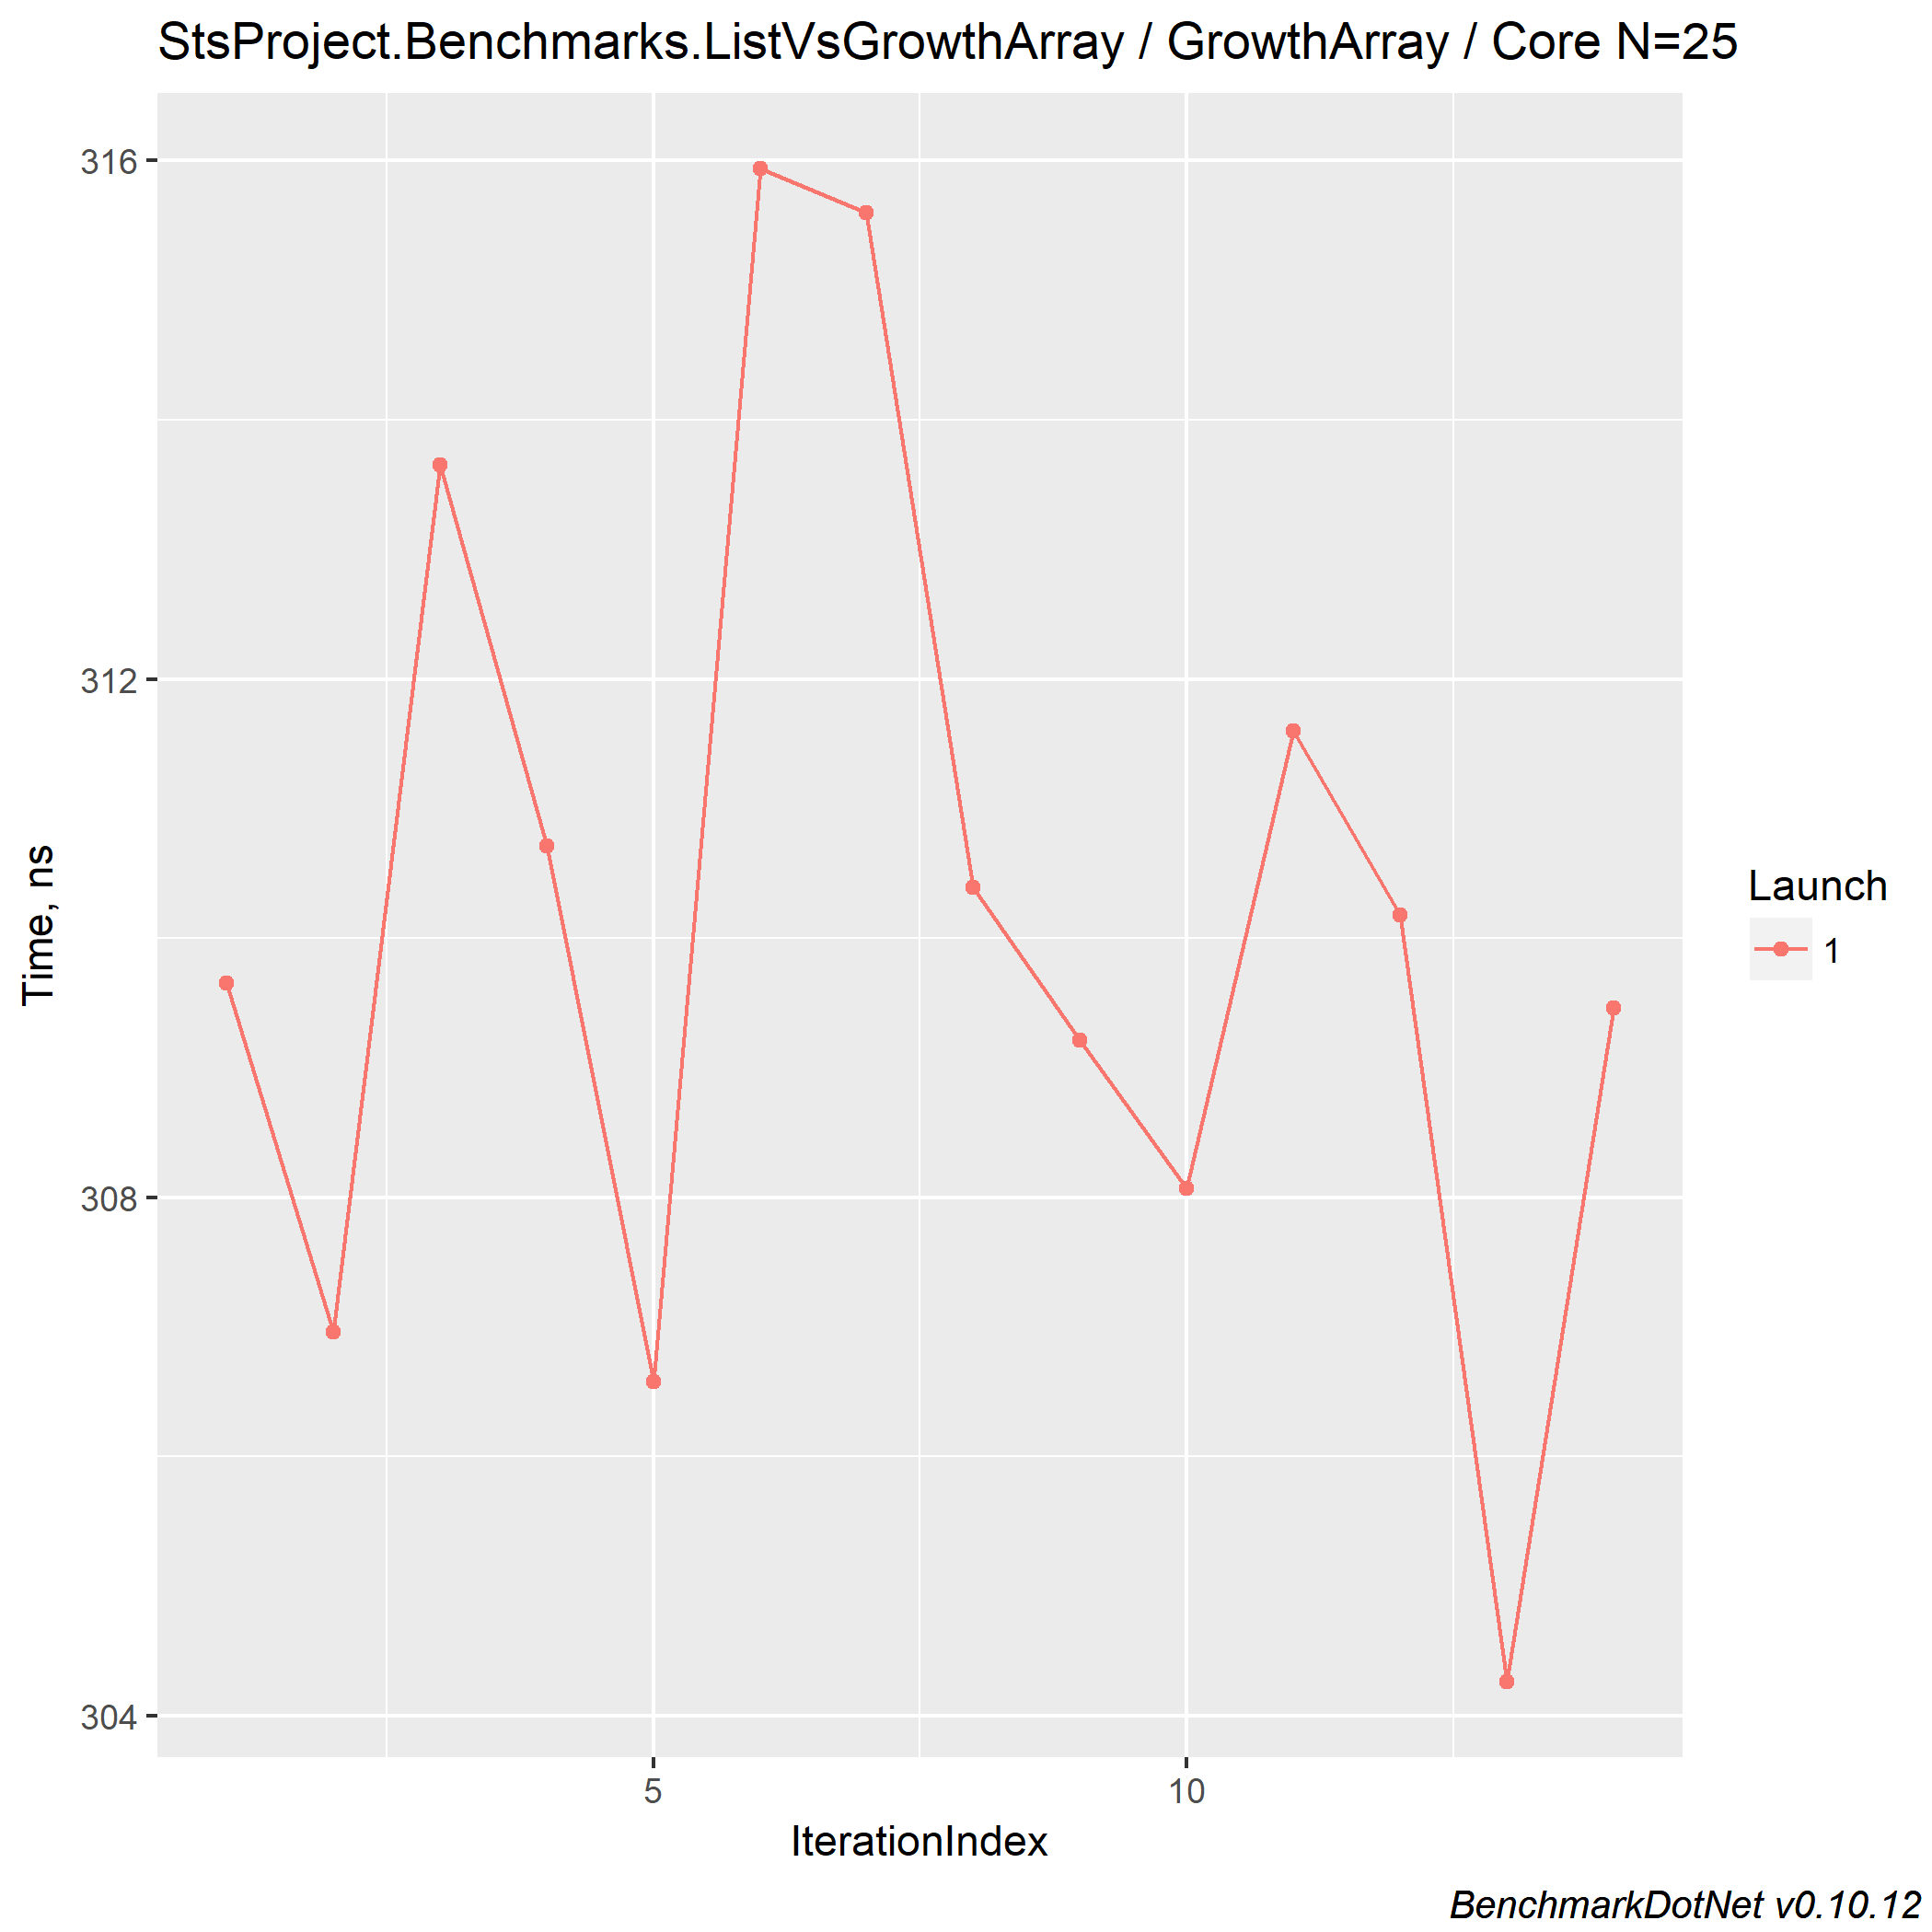 StsProject.Benchmarks.ListVsGrowthArray / GrowthArray / Core N=25
316
312
308
304
Time, ns
5
10
IterationIndex
Launch
1
BenchmarkDotNet v0.10.12